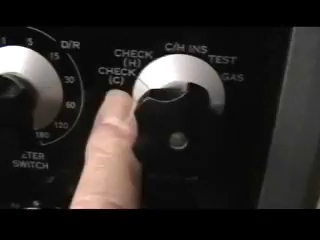 D/R
5
15
30
60
120
180
SWITCH
C/H INS
CHECK
(H)
TEST
CHECK
(C)
GAS